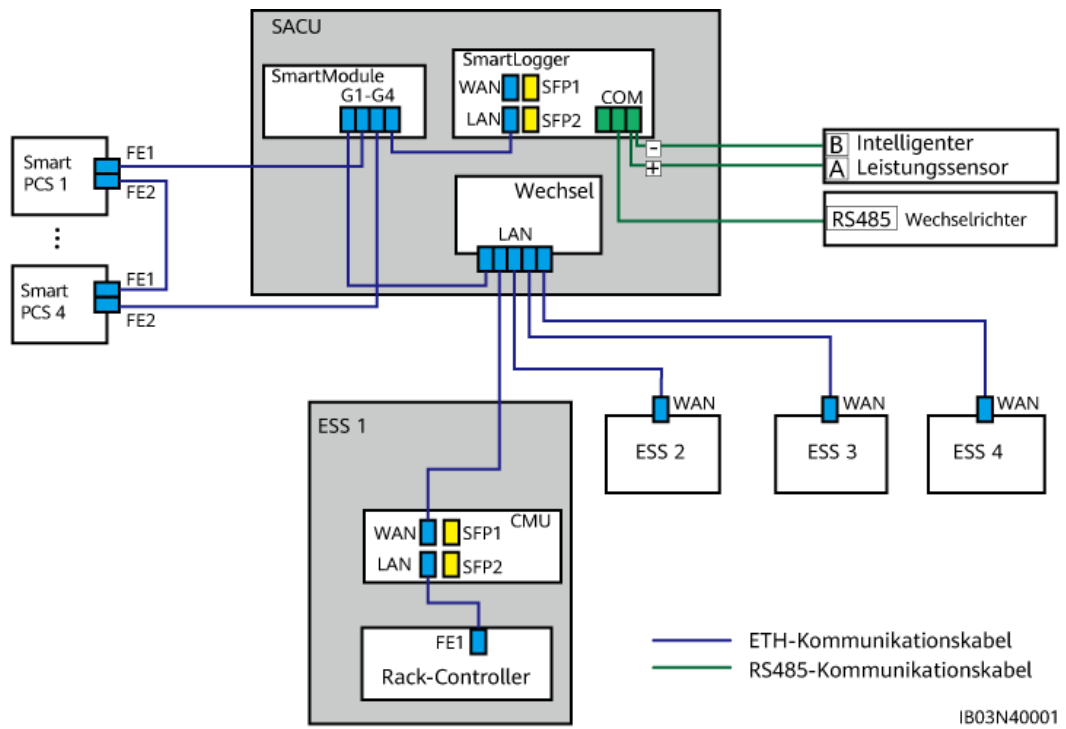 SACU
SmartLogger
SmartModule
G1-G4
WAN
SFP1
COM
LAN
SFP2
Smart
PCS 1
FE1
FE2
B
Intelligenter
-
+
A
Leistungssensor
Wechsel
LAN
RS485
Wechselrichter
⋮
Smart
PCS 4
FE1
FE2
ESS 1
WAN
WAN
WAN
ESS 2
ESS 3
ESS 4
CMU
WAN
SFP1
LAN
SFP2
FE1
Rack-Controller
ETH-Kommunikationskabel
RS485-Kommunikationskabel
IB03N40001